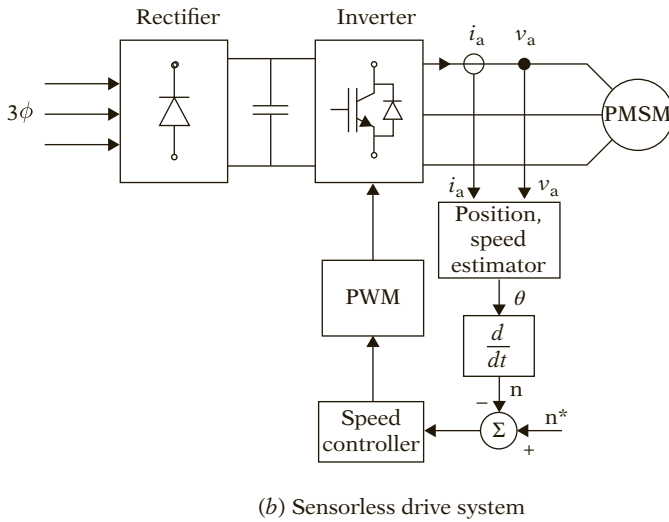 Rectifier
Inverter
i_a
v_a
3ϕ
PMSM
i_a
v_a
Position,
speed
estimator
PWM
θ
d
dt
n
−
Speed
controller
Σ
n*
+
(b) Sensorless drive system